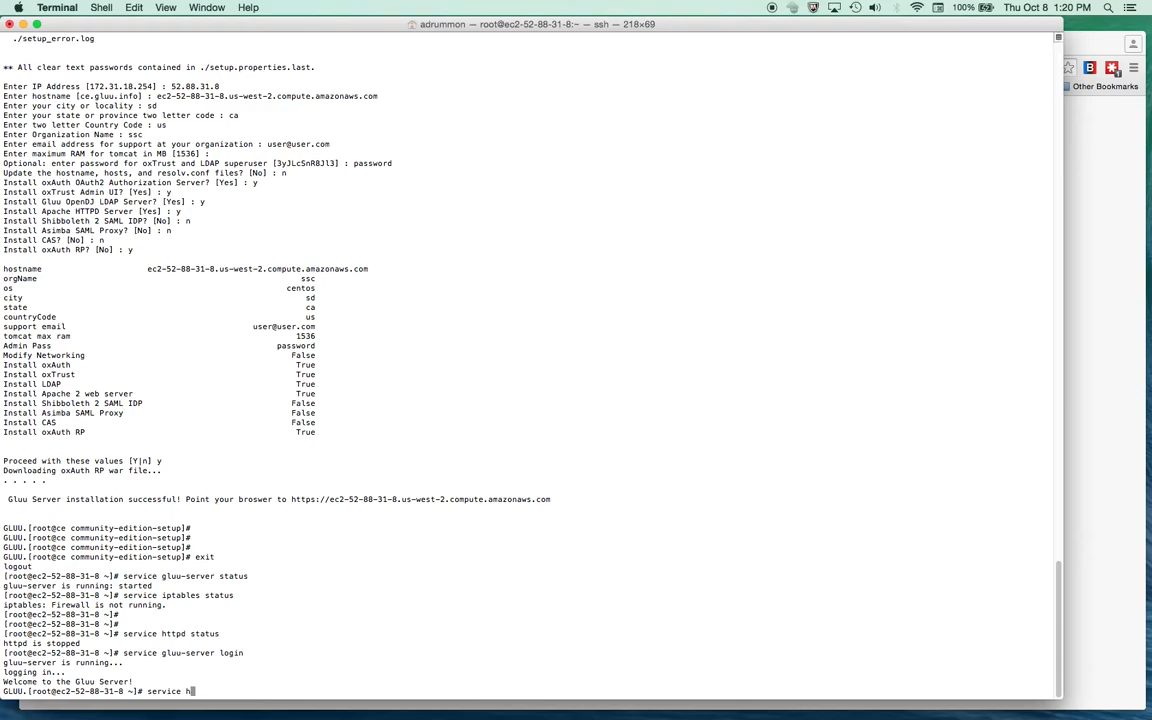 Terminal Shell Edit View Window Help 100% Thu Oct 8 1:20 PM
adrummon — root@ec2-52-88-31-8:~ — ssh — 218×69
./setup_error.log
** All clear text passwords contained in ./setup.properties.last.
Enter IP Address [172.31.18.254] : 52.88.31.8
Enter hostname [ce.gluu.info] : ec2-52-88-31-8.us-west-2.compute.amazonaws.com
Enter your city or locality : sd
Enter your state or province two letter code : ca
Enter two letter Country Code : us
Enter Organization Name : ssc
Enter email address for support at your organization : user@user.com
Enter maximum RAM for tomcat in MB [1536] :
Optional: enter password for oxTrust and LDAP superuser [3yJLcSnR8Jl3] : password
Update the hostname, hosts, and resolv.conf files? [No] : n
Install oxAuth OAuth2 Authorization Server? [Yes] : y
Install oxTrust Admin UI? [Yes] : y
Install Gluu OpenDJ LDAP Server? [Yes] : y
Install Apache HTTPD Server [Yes] : y
Install Shibboleth 2 SAML IDP? [No] : n
Install Asimba SAML Proxy? [No] : n
Install CAS? [No] : n
Install oxAuth RP? [No] : y
hostname ec2-52-88-31-8.us-west-2.compute.amazonaws.com
orgName ssc
os centos
city sd
state ca
countryCode us
support email user@user.com
tomcat max ram 1536
Admin Pass password
Modify Networking False
Install oxAuth True
Install oxTrust True
Install LDAP True
Install Apache 2 web server True
Install Shibboleth 2 SAML IDP False
Install Asimba SAML Proxy False
Install CAS False
Install oxAuth RP True
Proceed with these values [Y|n] y
Downloading oxAuth RP war file...
. . . . .
Gluu Server installation successful! Point your broswer to https://ec2-52-88-31-8.us-west-2.compute.amazonaws.com
GLUU.[root@ce community-edition-setup]#
GLUU.[root@ce community-edition-setup]#
GLUU.[root@ce community-edition-setup]#
GLUU.[root@ce community-edition-setup]# exit
logout
[root@ec2-52-88-31-8 ~]# service gluu-server status
gluu-server is running: started
[root@ec2-52-88-31-8 ~]# service iptables status
iptables: Firewall is not running.
[root@ec2-52-88-31-8 ~]#
[root@ec2-52-88-31-8 ~]#
[root@ec2-52-88-31-8 ~]# service httpd status
httpd is stopped
[root@ec2-52-88-31-8 ~]# service gluu-server login
gluu-server is running...
logging in...
Welcome to the Gluu Server!
GLUU.[root@ec2-52-88-31-8 ~]# service h
B
1
Other Bookmarks